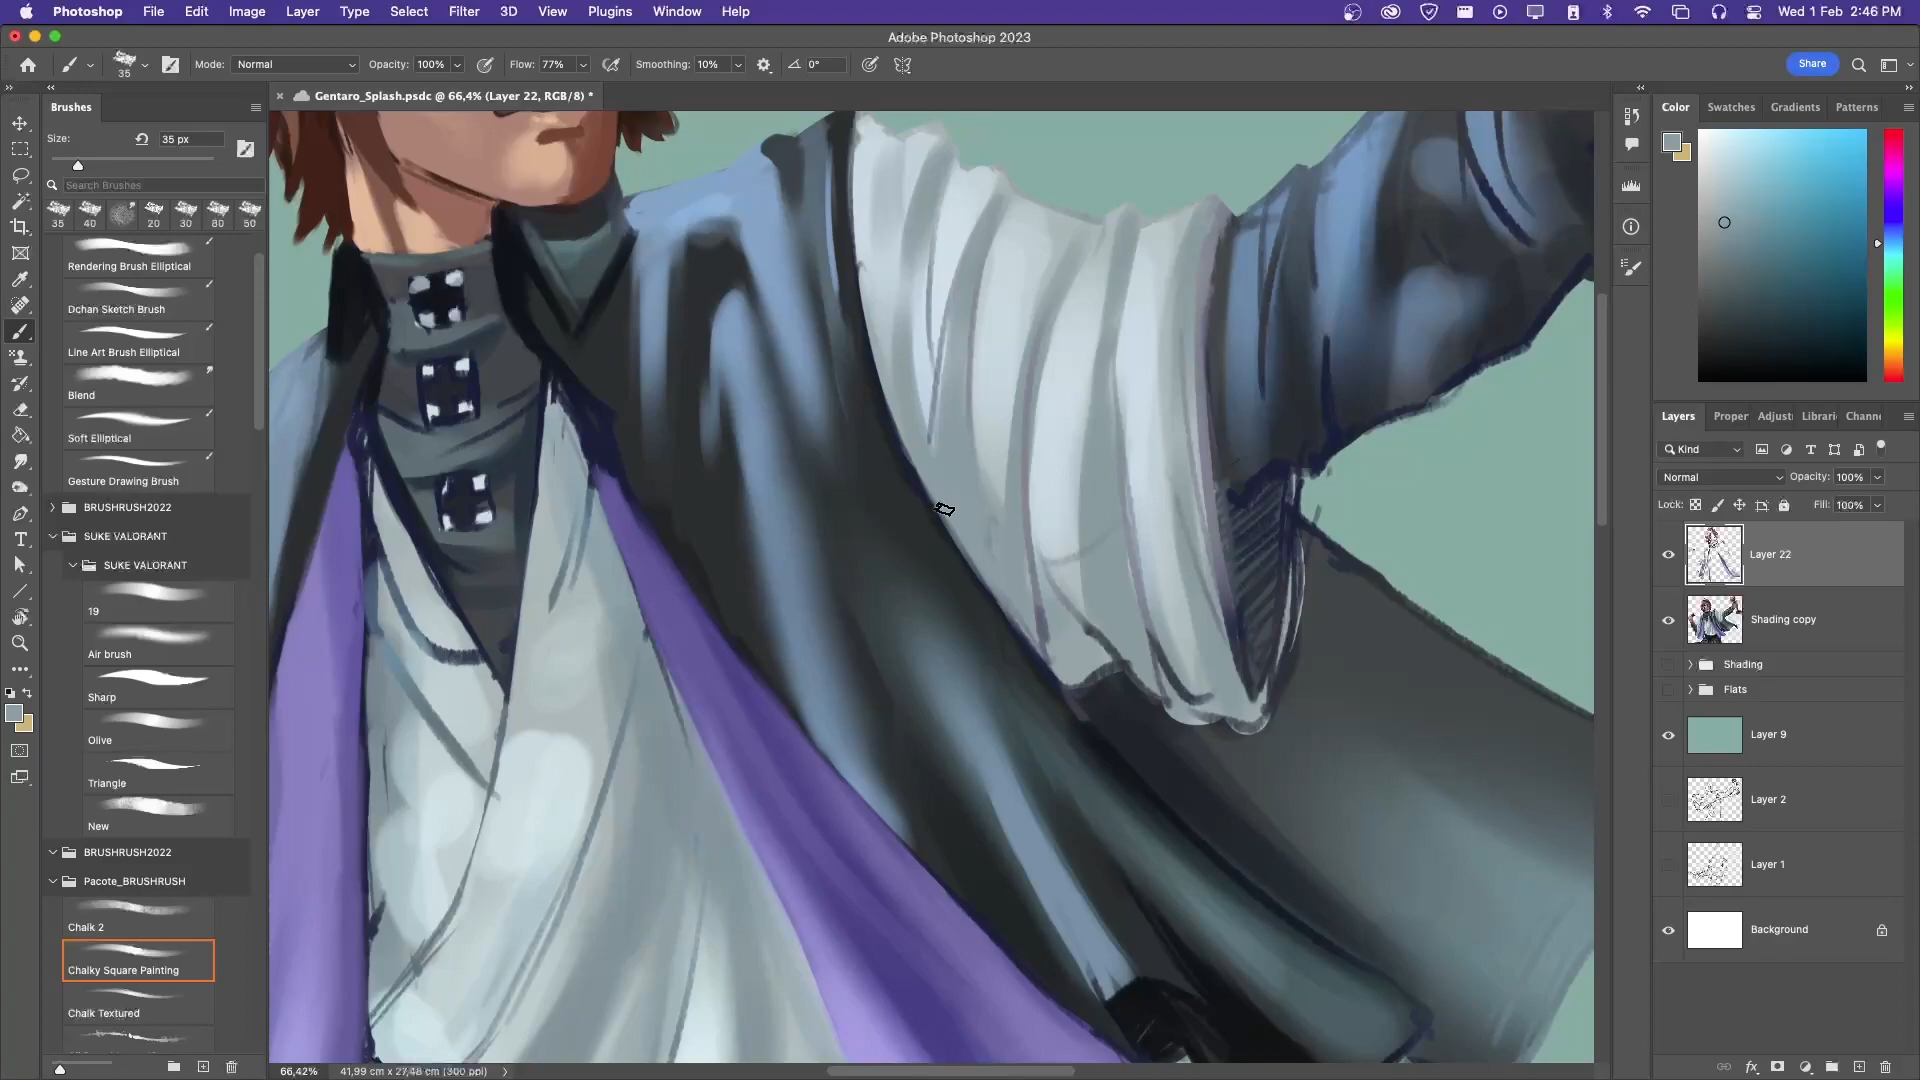 Photoshop File Edit Image Layer Type Select Filter 3D View Plugins Window Help Wed 1 Feb 2:46 PM
Adobe Photoshop 2023
35 Mode: Normal Opacity: 100% Flow: 77% Smoothing: 10% 0° Share
Gentaro_Splash.psdc @ 66,4% (Layer 22, RGB/8) *
Brushes
Size: 35 px
Search Brushes
35 40 20 30 80 50
Rendering Brush Elliptical
Dchan Sketch Brush
Line Art Brush Elliptical
Blend
Soft Elliptical
Gesture Drawing Brush
BRUSHRUSH2022
SUKE VALORANT
SUKE VALORANT
19
Air brush
Sharp
Olive
Triangle
New
BRUSHRUSH2022
Pacote_BRUSHRUSH
Chalk 2
Chalky Square Painting
Chalk Textured
66,42% 41,99 cm x 27,48 cm (300 ppi)
Color Swatches Gradients Patterns
Layers Proper Adjust Librari Chann
Kind
Normal Opacity: 100%
Lock: Fill: 100%
Layer 22
Shading copy
Shading
Flats
Layer 9
Layer 2
Layer 1
Background
fx